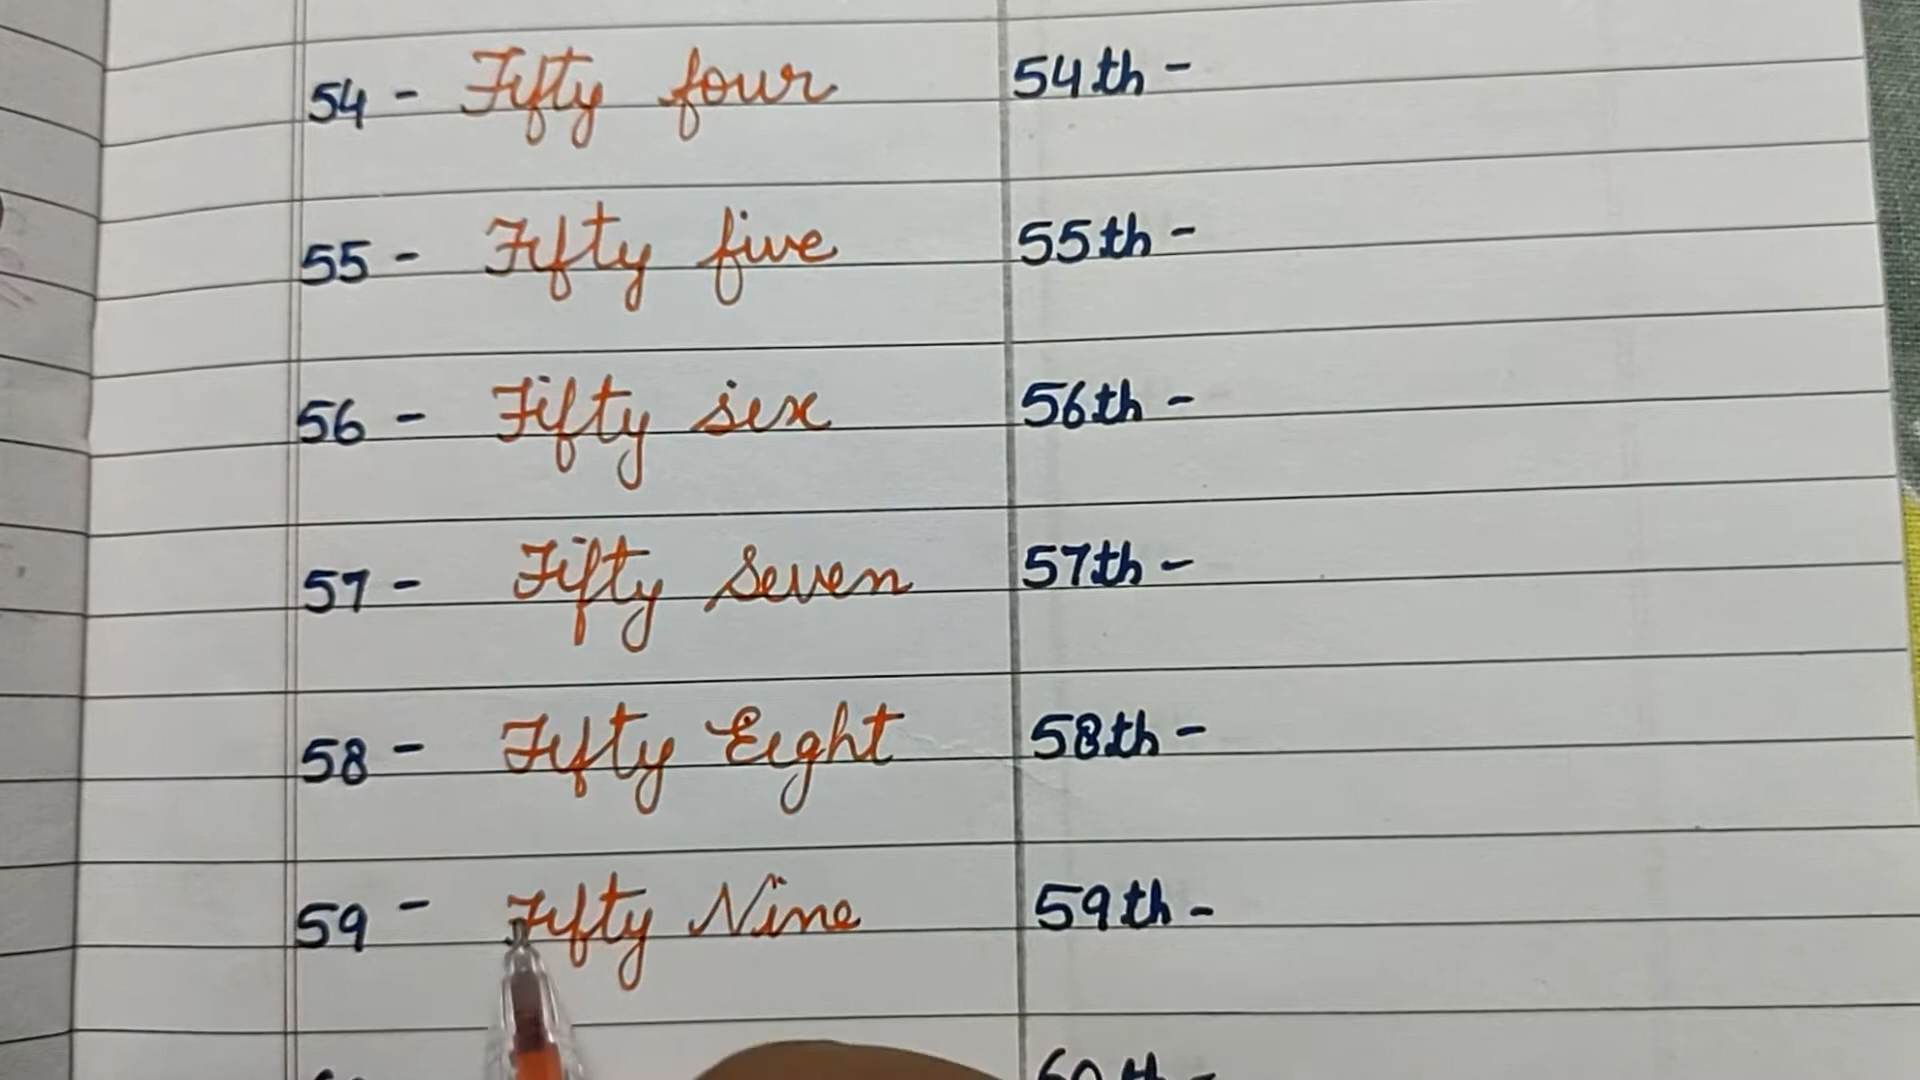 54 - Fifty four 54th -
55 - Fifty five 55th -
56 - Fifty six 56th -
57 - Fifty Seven 57th -
58 - Fifty Eight 58th -
59 - Fifty Nine 59th -
60th -